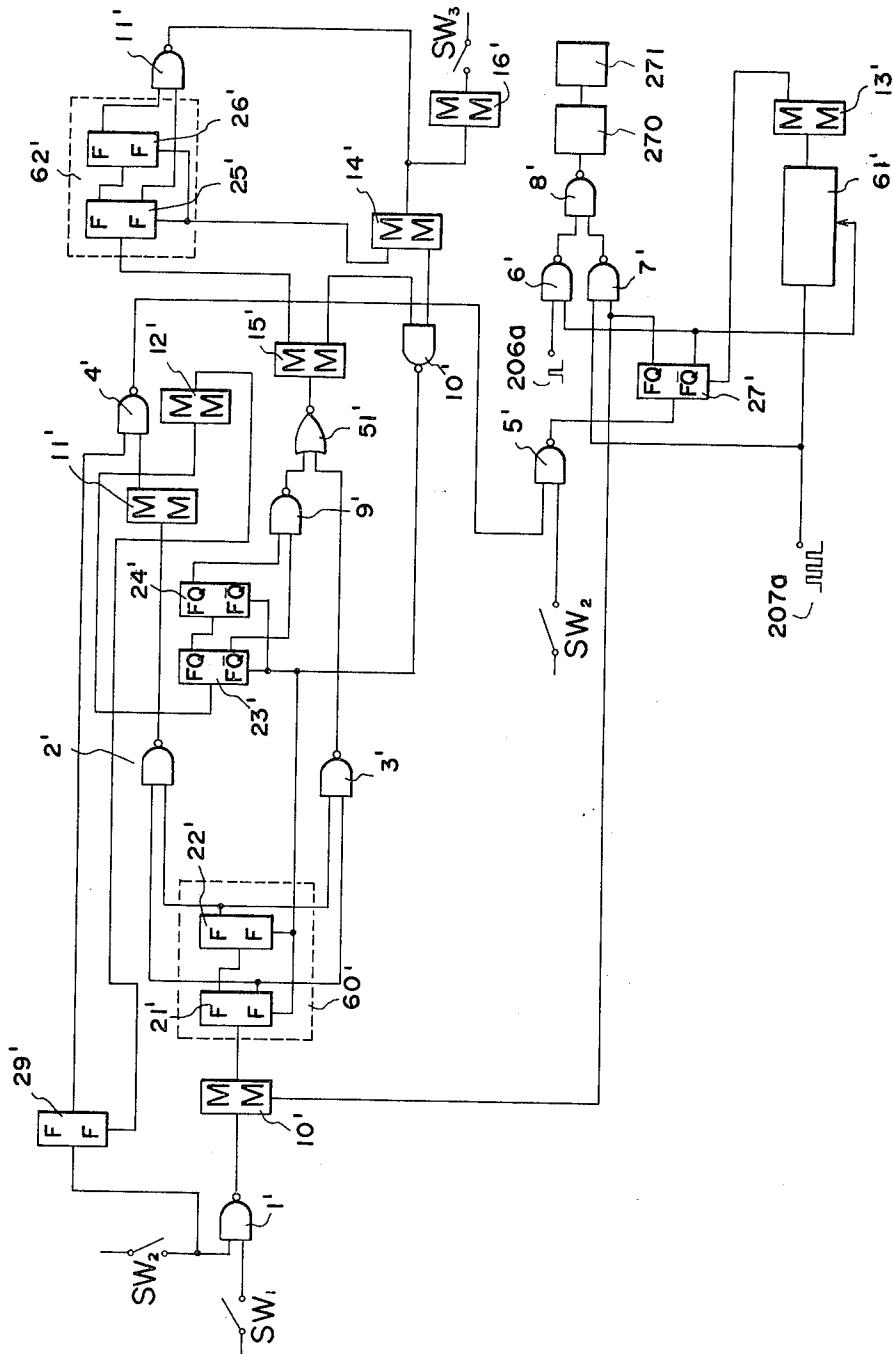 11'
62'
F
F
26'
F
F
25'
SW₃
M
M
16'
271
270
8'
M
M
13'
61'
14'
M
M
6'
7'
206a
15'
M
M
10'
4'
12'
M
M
11'
M
M
51'
9'
5'
FQ
F̅Q̅
27'
24'
FQ
F̅Q̅
FQ
F̅Q̅
23'
SW₂
207a
2'
3'
22'
F
F
21'
F
F
60'
29'
F
F
M
M
10'
1'
SW₂
SW₁